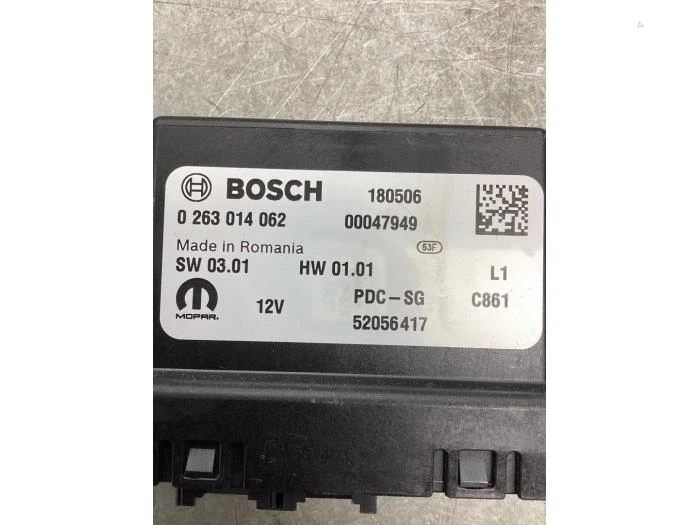 BOSCH 180506
0 263 014 062 00047949
Made in Romania 53F
SW 03.01 HW 01.01 L1
MOPAR. 12V PDC-SG C861
52056417